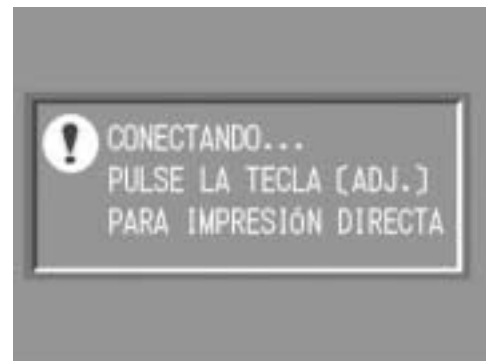 CONECTANDO...
PULSE LA TECLA [ADJ.]
PARA IMPRESIÓN DIRECTA